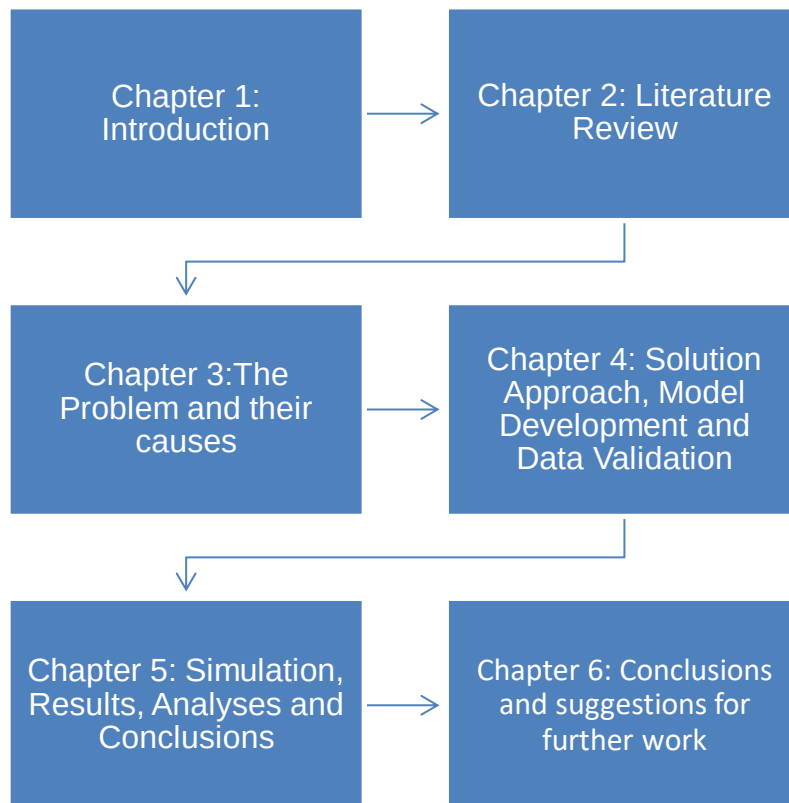 Chapter 1:
Introduction
Chapter 2: Literature
Review
Chapter 3:The
Problem and their
causes
Chapter 4: Solution
Approach, Model
Development and
Data Validation
Chapter 5: Simulation,
Results, Analyses and
Conclusions
Chapter 6: Conclusions
and suggestions for
further work